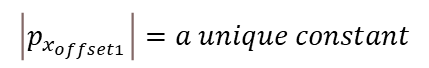 |p_{x_{offset1}}| = a unique constant